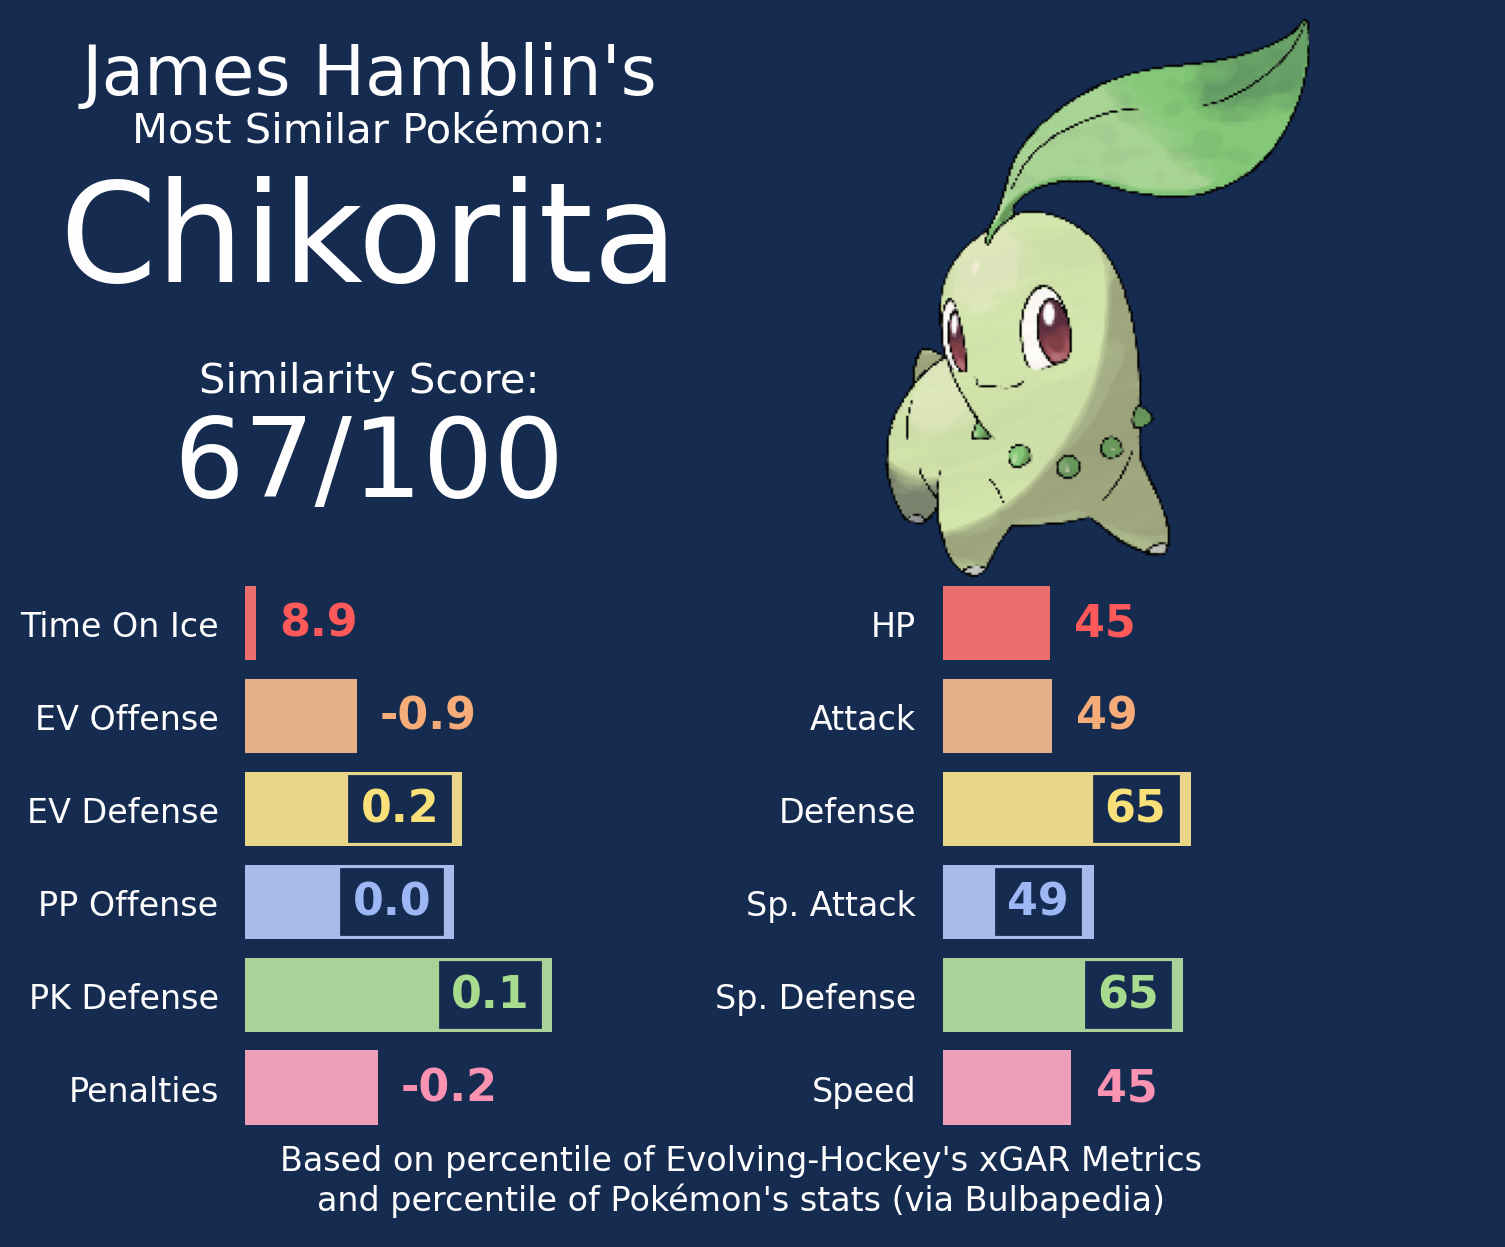 James Hamblin's
Most Similar Pokémon:
Chikorita
Similarity Score:
67/100
Time On Ice 8.9
EV Offense -0.9
EV Defense 0.2
PP Offense 0.0
PK Defense 0.1
Penalties -0.2
HP 45
Attack 49
Defense 65
Sp. Attack 49
Sp. Defense 65
Speed 45
Based on percentile of Evolving-Hockey's xGAR Metrics
and percentile of Pokémon's stats (via Bulbapedia)